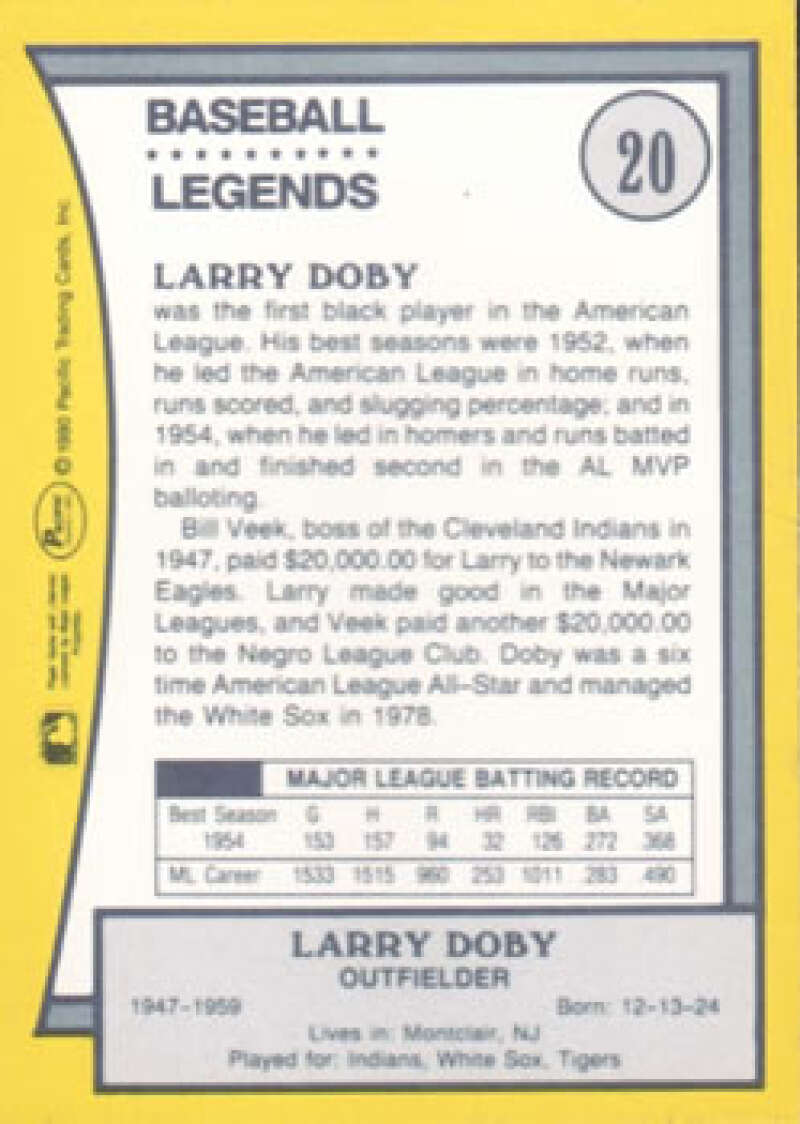 BASEBALL
LEGENDS
20
LARRY DOBY
was the first black player in the American
League. His best seasons were 1952, when
he led the American League in home runs,
runs scored, and slugging percentage; and in
1954, when he led in homers and runs batted
in and finished second in the AL MVP
balloting.
Bill Veek, boss of the Cleveland Indians in
1947, paid $20,000.00 for Larry to the Newark
Eagles. Larry made good in the Major
Leagues, and Veek paid another $20,000.00
to the Negro League Club. Doby was a six
time American League All-Star and managed
the White Sox in 1978.
MAJOR LEAGUE BATTING RECORD
Best Season G H R HR RBI BA SA
1954 153 157 94 32 126 .272 .368
ML Career 1533 1515 960 253 1011 .283 .490
LARRY DOBY
OUTFIELDER
1947-1959 Born: 12-13-24
Lives in: Montclair, NJ
Played for: Indians, White Sox, Tigers
Pacific © 1990 Pacific Trading Cards, Inc.